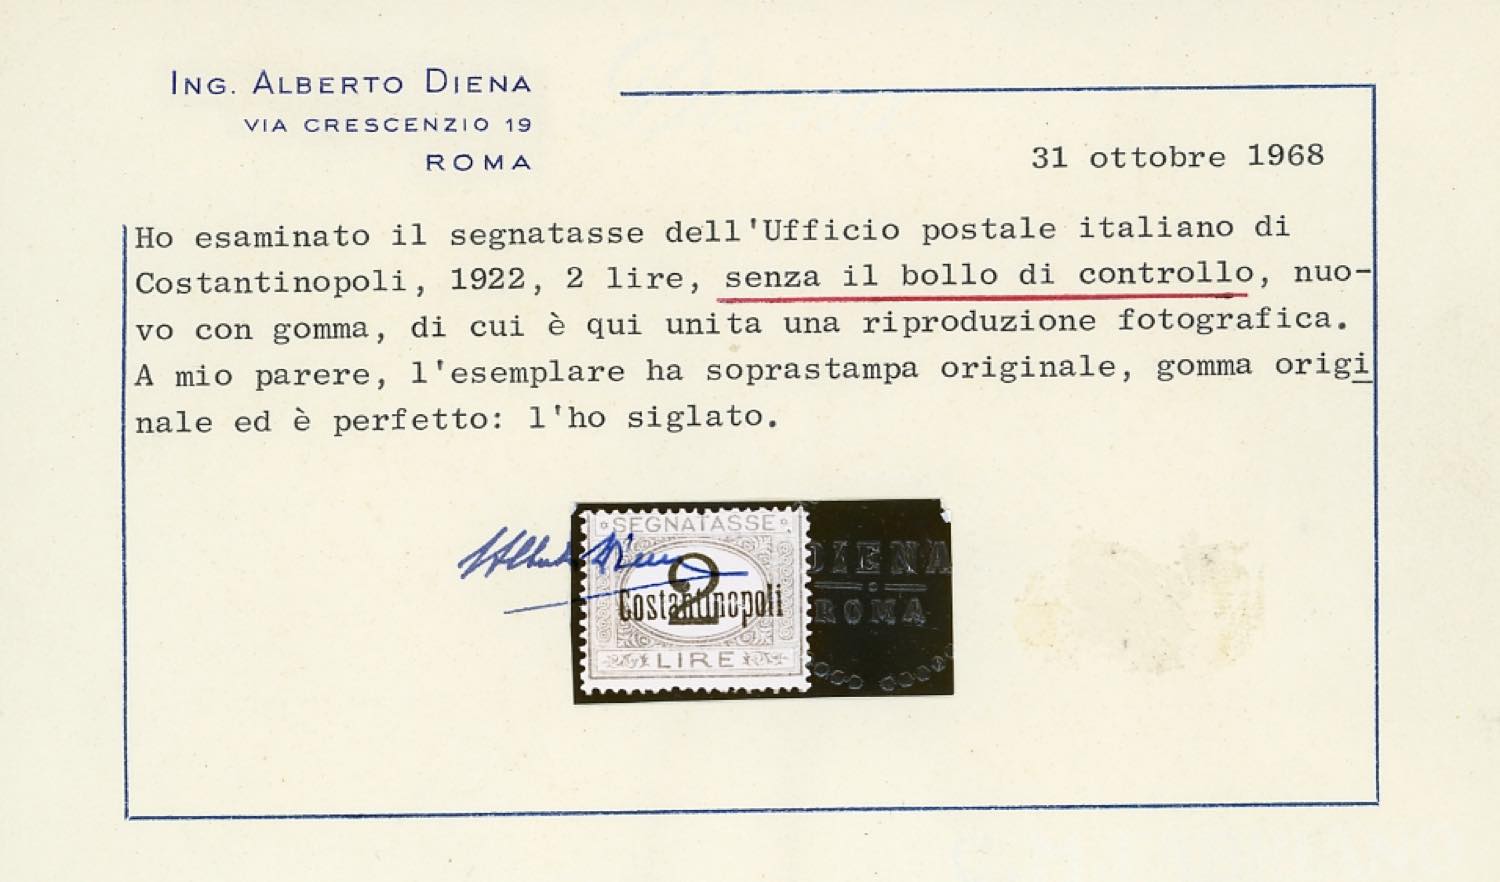 ING. ALBERTO DIENA
VIA CRESCENZIO 19
ROMA
31 ottobre 1968
Ho esaminato il segnatasse dell'Ufficio postale italiano di
Costantinopoli, 1922, 2 lire, senza il bollo di controllo, nuo-
vo con gomma, di cui è qui unita una riproduzione fotografica.
A mio parere, l'esemplare ha soprastampa originale, gomma origi
nale ed è perfetto: l'ho siglato.
Alberto Diena
SEGNATASSE
2
Costantinopoli
LIRE
DIENA
ROMA